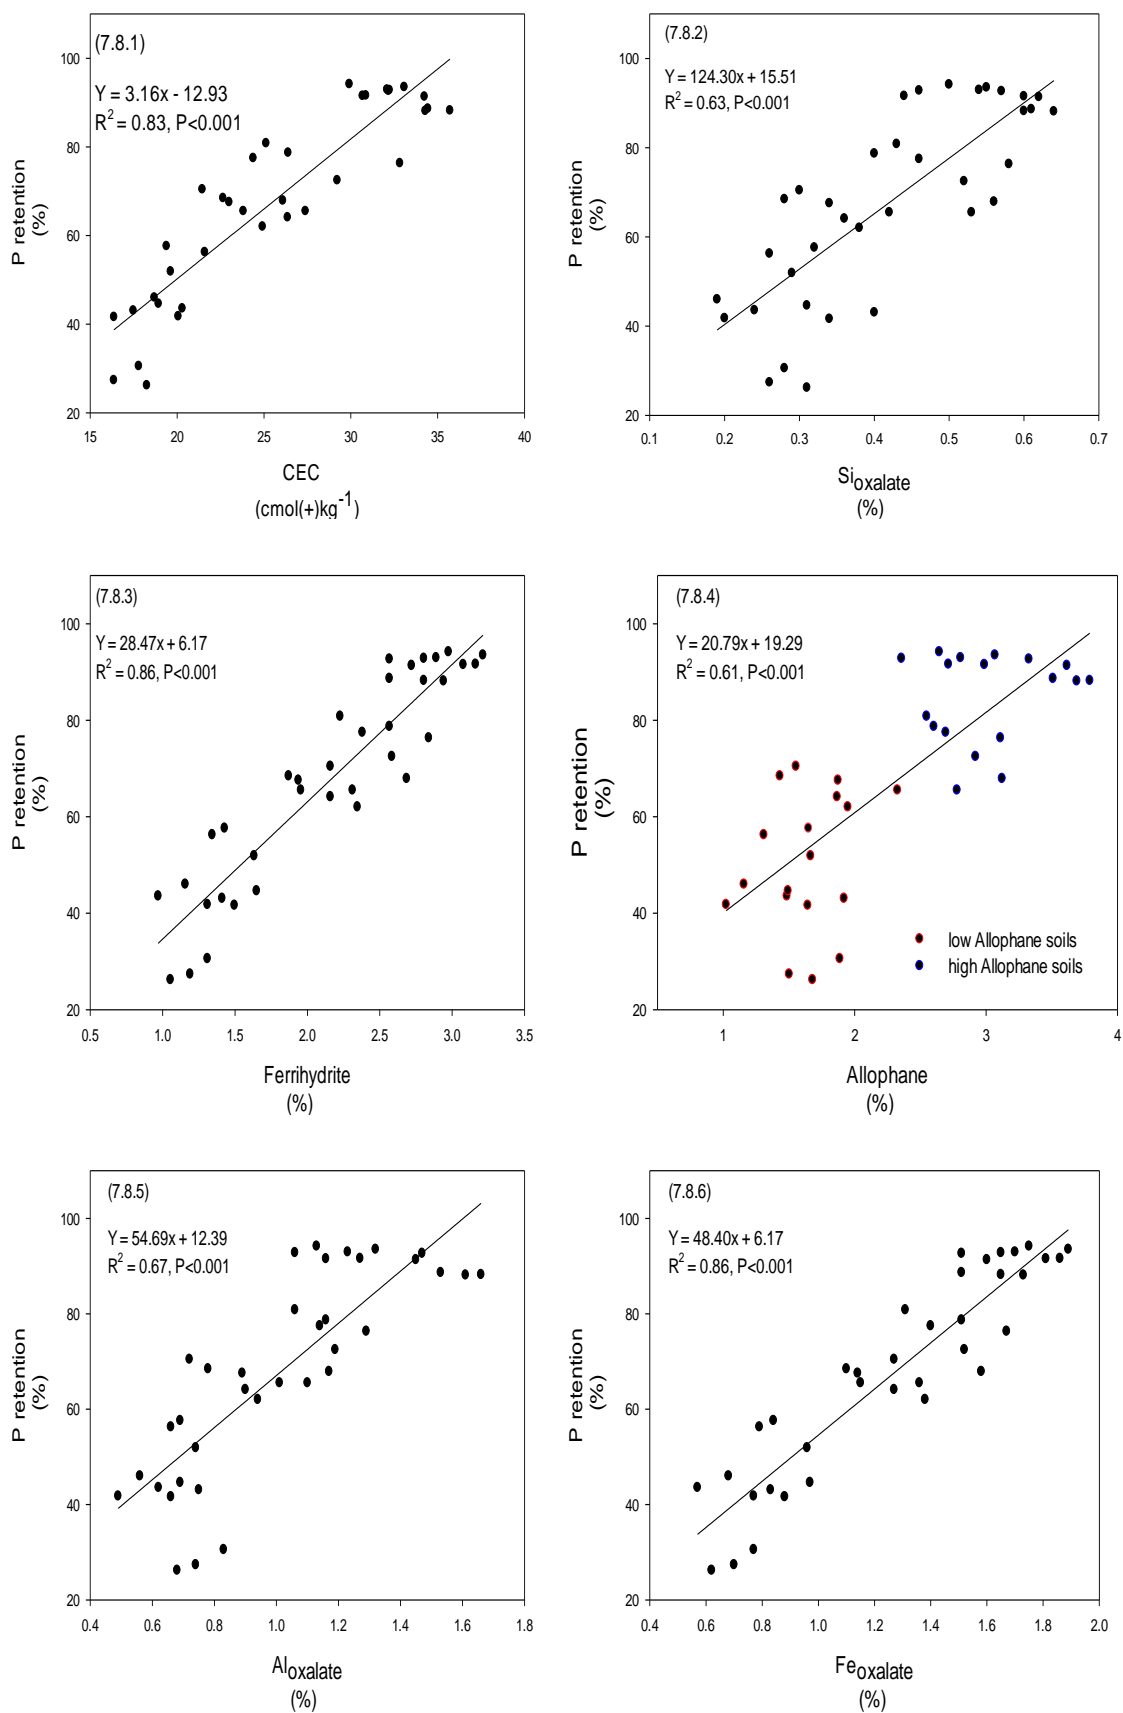 (7.8.1)
Y = 3.16x - 12.93
R² = 0.83, P<0.001
100
80
60
40
20
15 20 25 30 35 40
P retention
(%)
CEC
(cmol(+)kg⁻¹)
(7.8.2)
Y = 124.30x + 15.51
R² = 0.63, P<0.001
100
80
60
40
20
0.1 0.2 0.3 0.4 0.5 0.6 0.7
P retention
(%)
Sioxalate
(%)
(7.8.3)
Y = 28.47x + 6.17
R² = 0.86, P<0.001
100
80
60
40
20
0.5 1.0 1.5 2.0 2.5 3.0 3.5
P retention
(%)
Ferrihydrite
(%)
(7.8.4)
Y = 20.79x + 19.29
R² = 0.61, P<0.001
100
80
60
40
20
1 2 3 4
P retention
(%)
low Allophane soils
high Allophane soils
Allophane
(%)
(7.8.5)
Y = 54.69x + 12.39
R² = 0.67, P<0.001
100
80
60
40
20
0.4 0.6 0.8 1.0 1.2 1.4 1.6 1.8
P retention
(%)
Aloxalate
(%)
(7.8.6)
Y = 48.40x + 6.17
R² = 0.86, P<0.001
100
80
60
40
20
0.4 0.6 0.8 1.0 1.2 1.4 1.6 1.8 2.0
P retention
(%)
Feoxalate
(%)